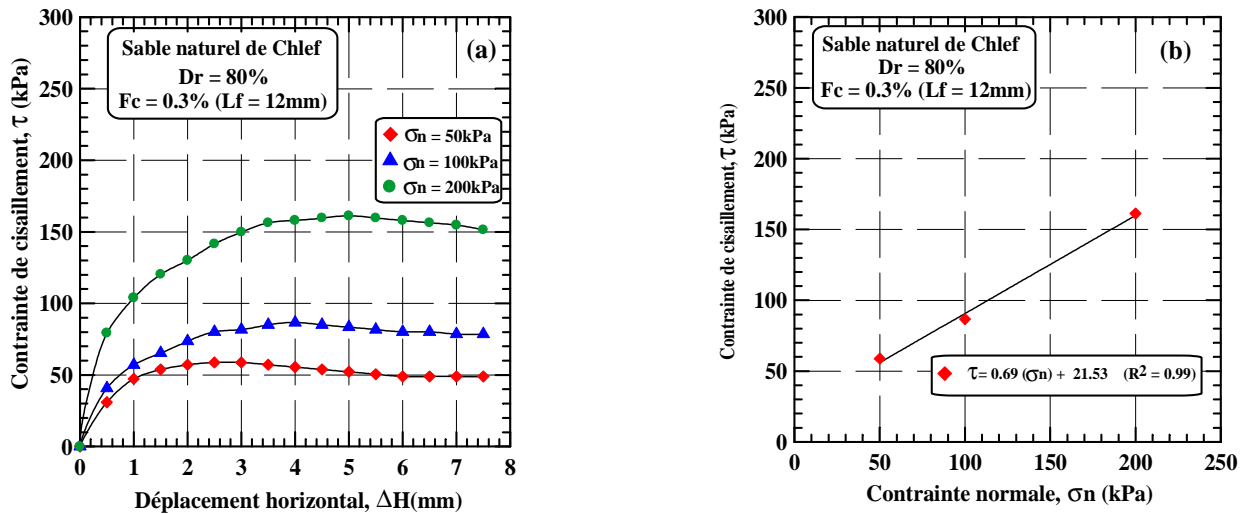 300
250
200
150
100
50
0
Contrainte de cisaillement, τ (kPa)
Sable naturel de Chlef
Dr = 80%
Fc = 0.3% (Lf = 12mm)
(a)
σn = 50kPa
σn = 100kPa
σn = 200kPa
0 1 2 3 4 5 6 7 8
Déplacement horizontal, ΔH(mm)
300
250
200
150
100
50
0
Contrainte de cisaillement, τ (kPa)
Sable naturel de Chlef
Dr = 80%
Fc = 0.3% (Lf = 12mm)
(b)
τ = 0.69 (σn) + 21.53 (R² = 0.99)
0 50 100 150 200 250
Contrainte normale, σn (kPa)